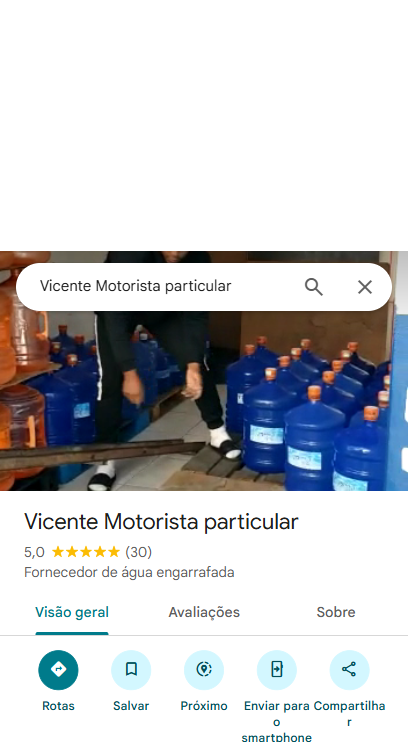 Vicente Motorista particular
Vicente Motorista particular
5,0 (30)
Fornecedor de água engarrafada
Visão geral Avaliações Sobre
Rotas Salvar Próximo Enviar para o smartphone Compartilhar